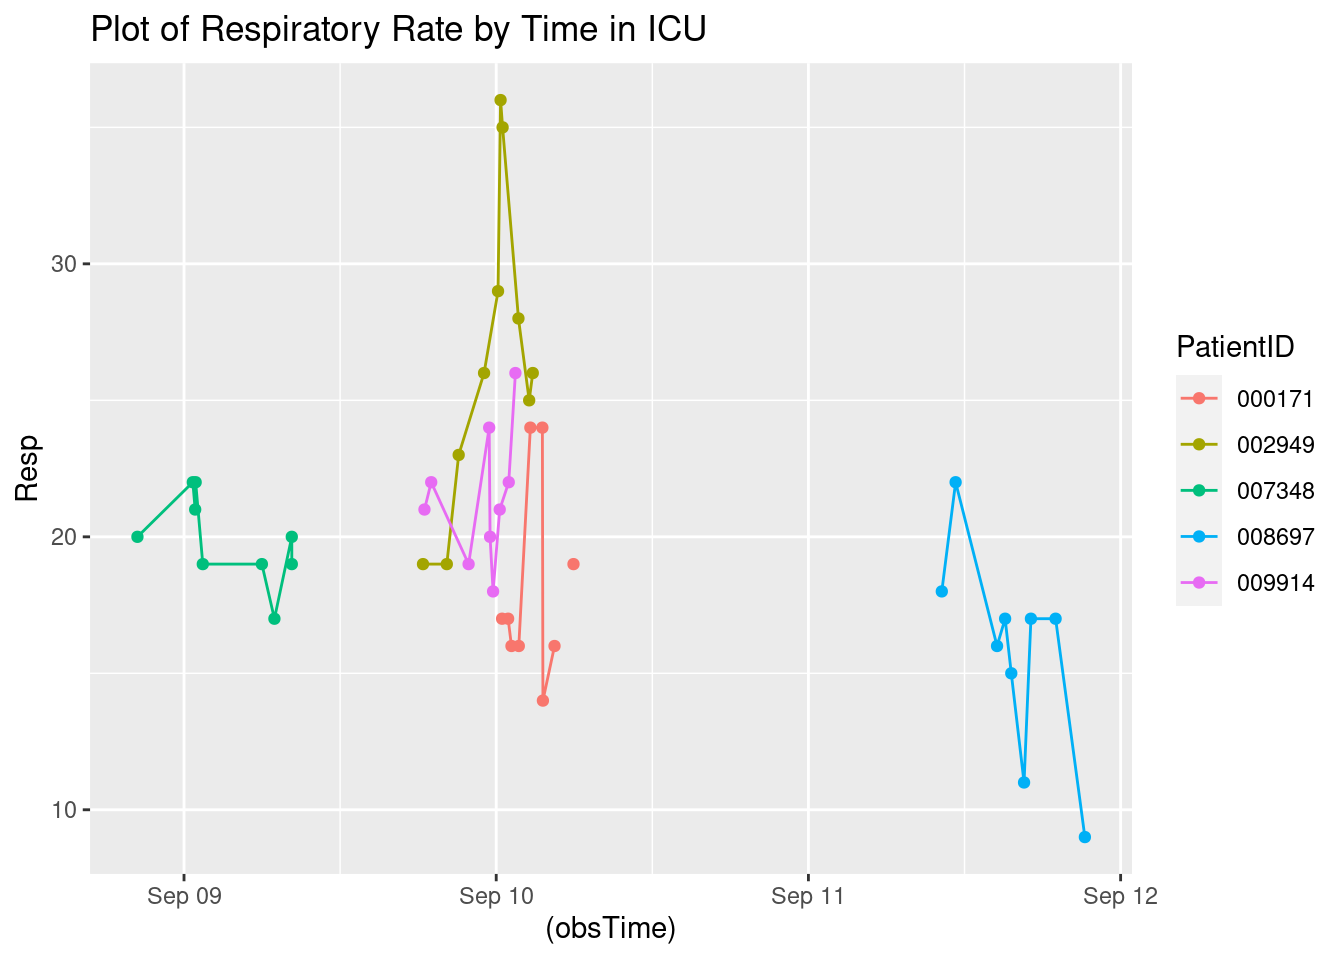 Plot of Respiratory Rate by Time in ICU
Resp
30
20
10
Sep 09
Sep 10
Sep 11
Sep 12
(obsTime)
PatientID
000171
002949
007348
008697
009914